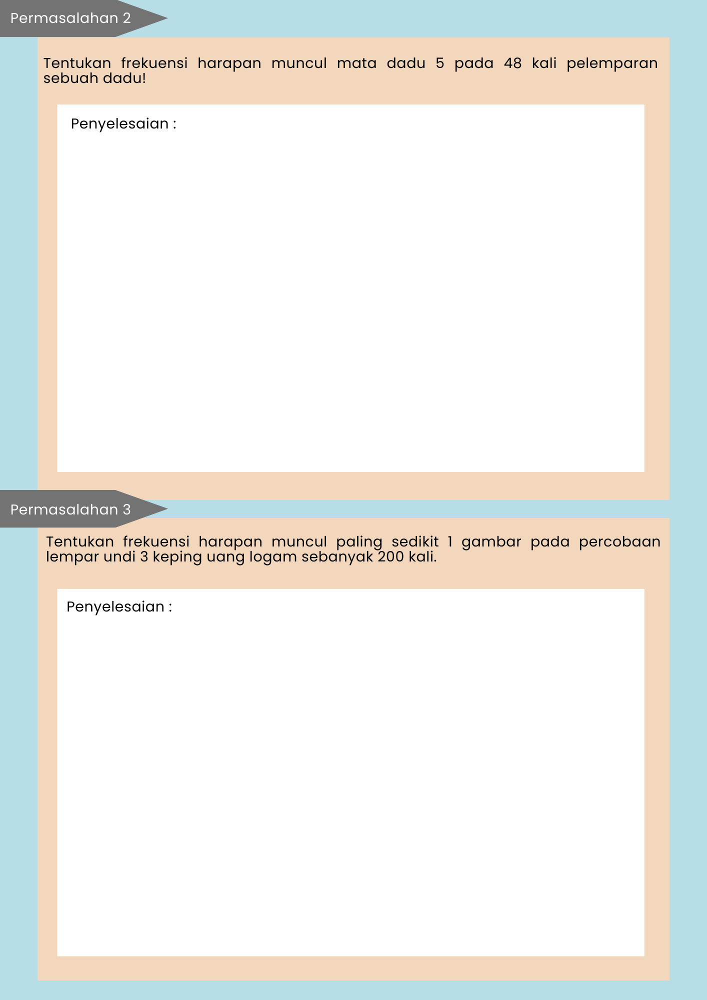 Permasalahan 2
Tentukan frekuensi harapan muncul mata dadu 5 pada 48 kali pelemparan
sebuah dadu!
Penyelesaian :
Permasalahan 3
Tentukan frekuensi harapan muncul paling sedikit 1 gambar pada percobaan
lempar undi 3 keping uang logam sebanyak 200 kali.
Penyelesaian :